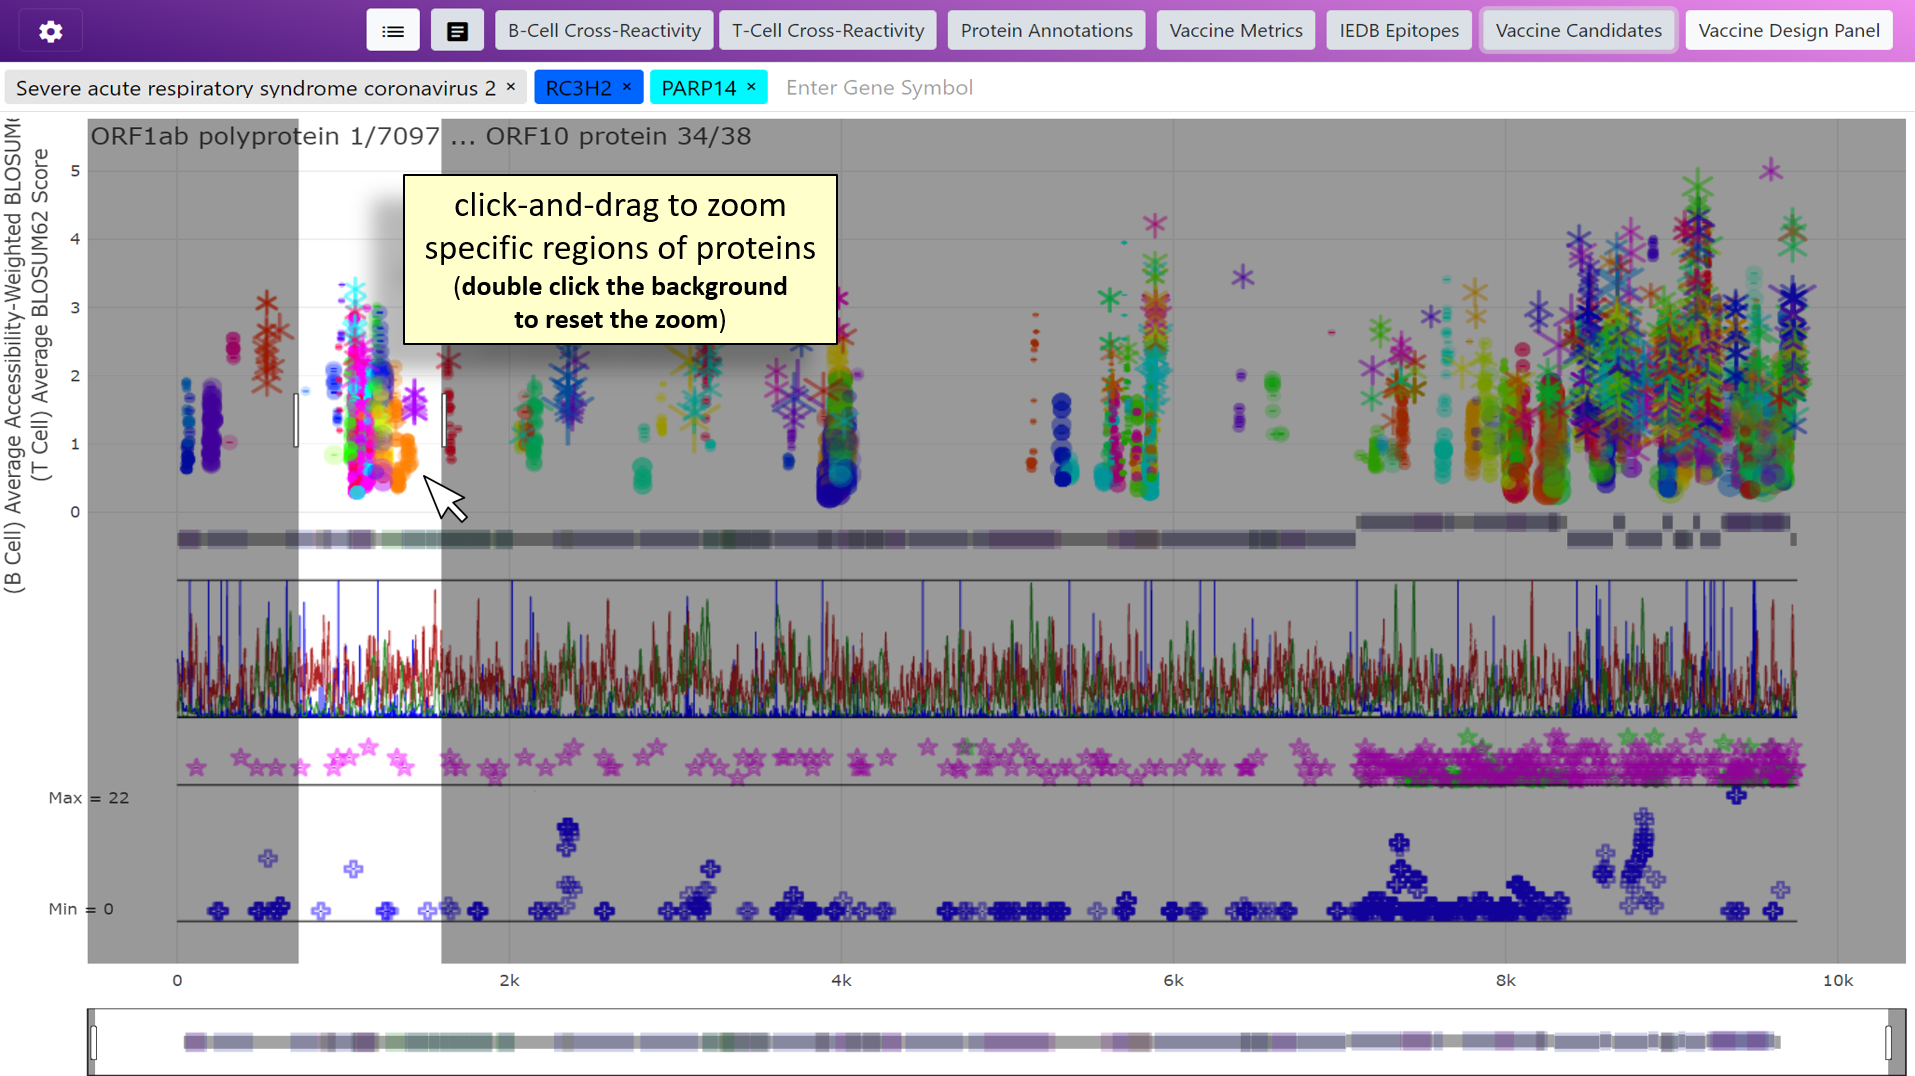 B-Cell Cross-Reactivity
T-Cell Cross-Reactivity
Protein Annotations
Vaccine Metrics
IEDB Epitopes
Vaccine Candidates
Vaccine Design Panel
Severe acute respiratory syndrome coronavirus 2 ×
RC3H2 ×
PARP14 ×
Enter Gene Symbol
ORF1ab polyprotein 1/7097 ... ORF10 protein 34/38
(B Cell) Average Accessibility-Weighted
(T Cell) Average BLOSUM62 Score
5
4
3
2
1
0
click-and-drag to zoom
specific regions of proteins
(double click the background
to reset the zoom)
Max = 22
Min = 0
0
2k
4k
6k
8k
10k